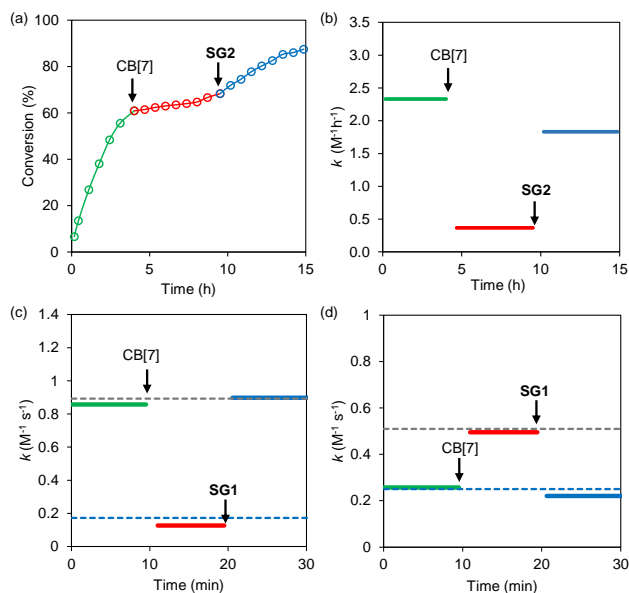 (a)
100
80
60
40
20
0
Conversion (%)
CB[7]
SG2
0 5 10 15
Time (h)
(b)
3.5
3.0
2.5
2.0
1.5
1.0
0.5
0.0
k (M⁻¹h⁻¹)
CB[7]
SG2
0 5 10 15
Time (h)
(c)
1.4
1.2
1
0.8
0.6
0.4
0.2
0
k (M⁻¹ s⁻¹)
CB[7]
SG1
0 10 20 30
Time (min)
(d)
1
0.8
0.6
0.4
0.2
0
k (M⁻¹ s⁻¹)
SG1
CB[7]
0 10 20 30
Time (min)